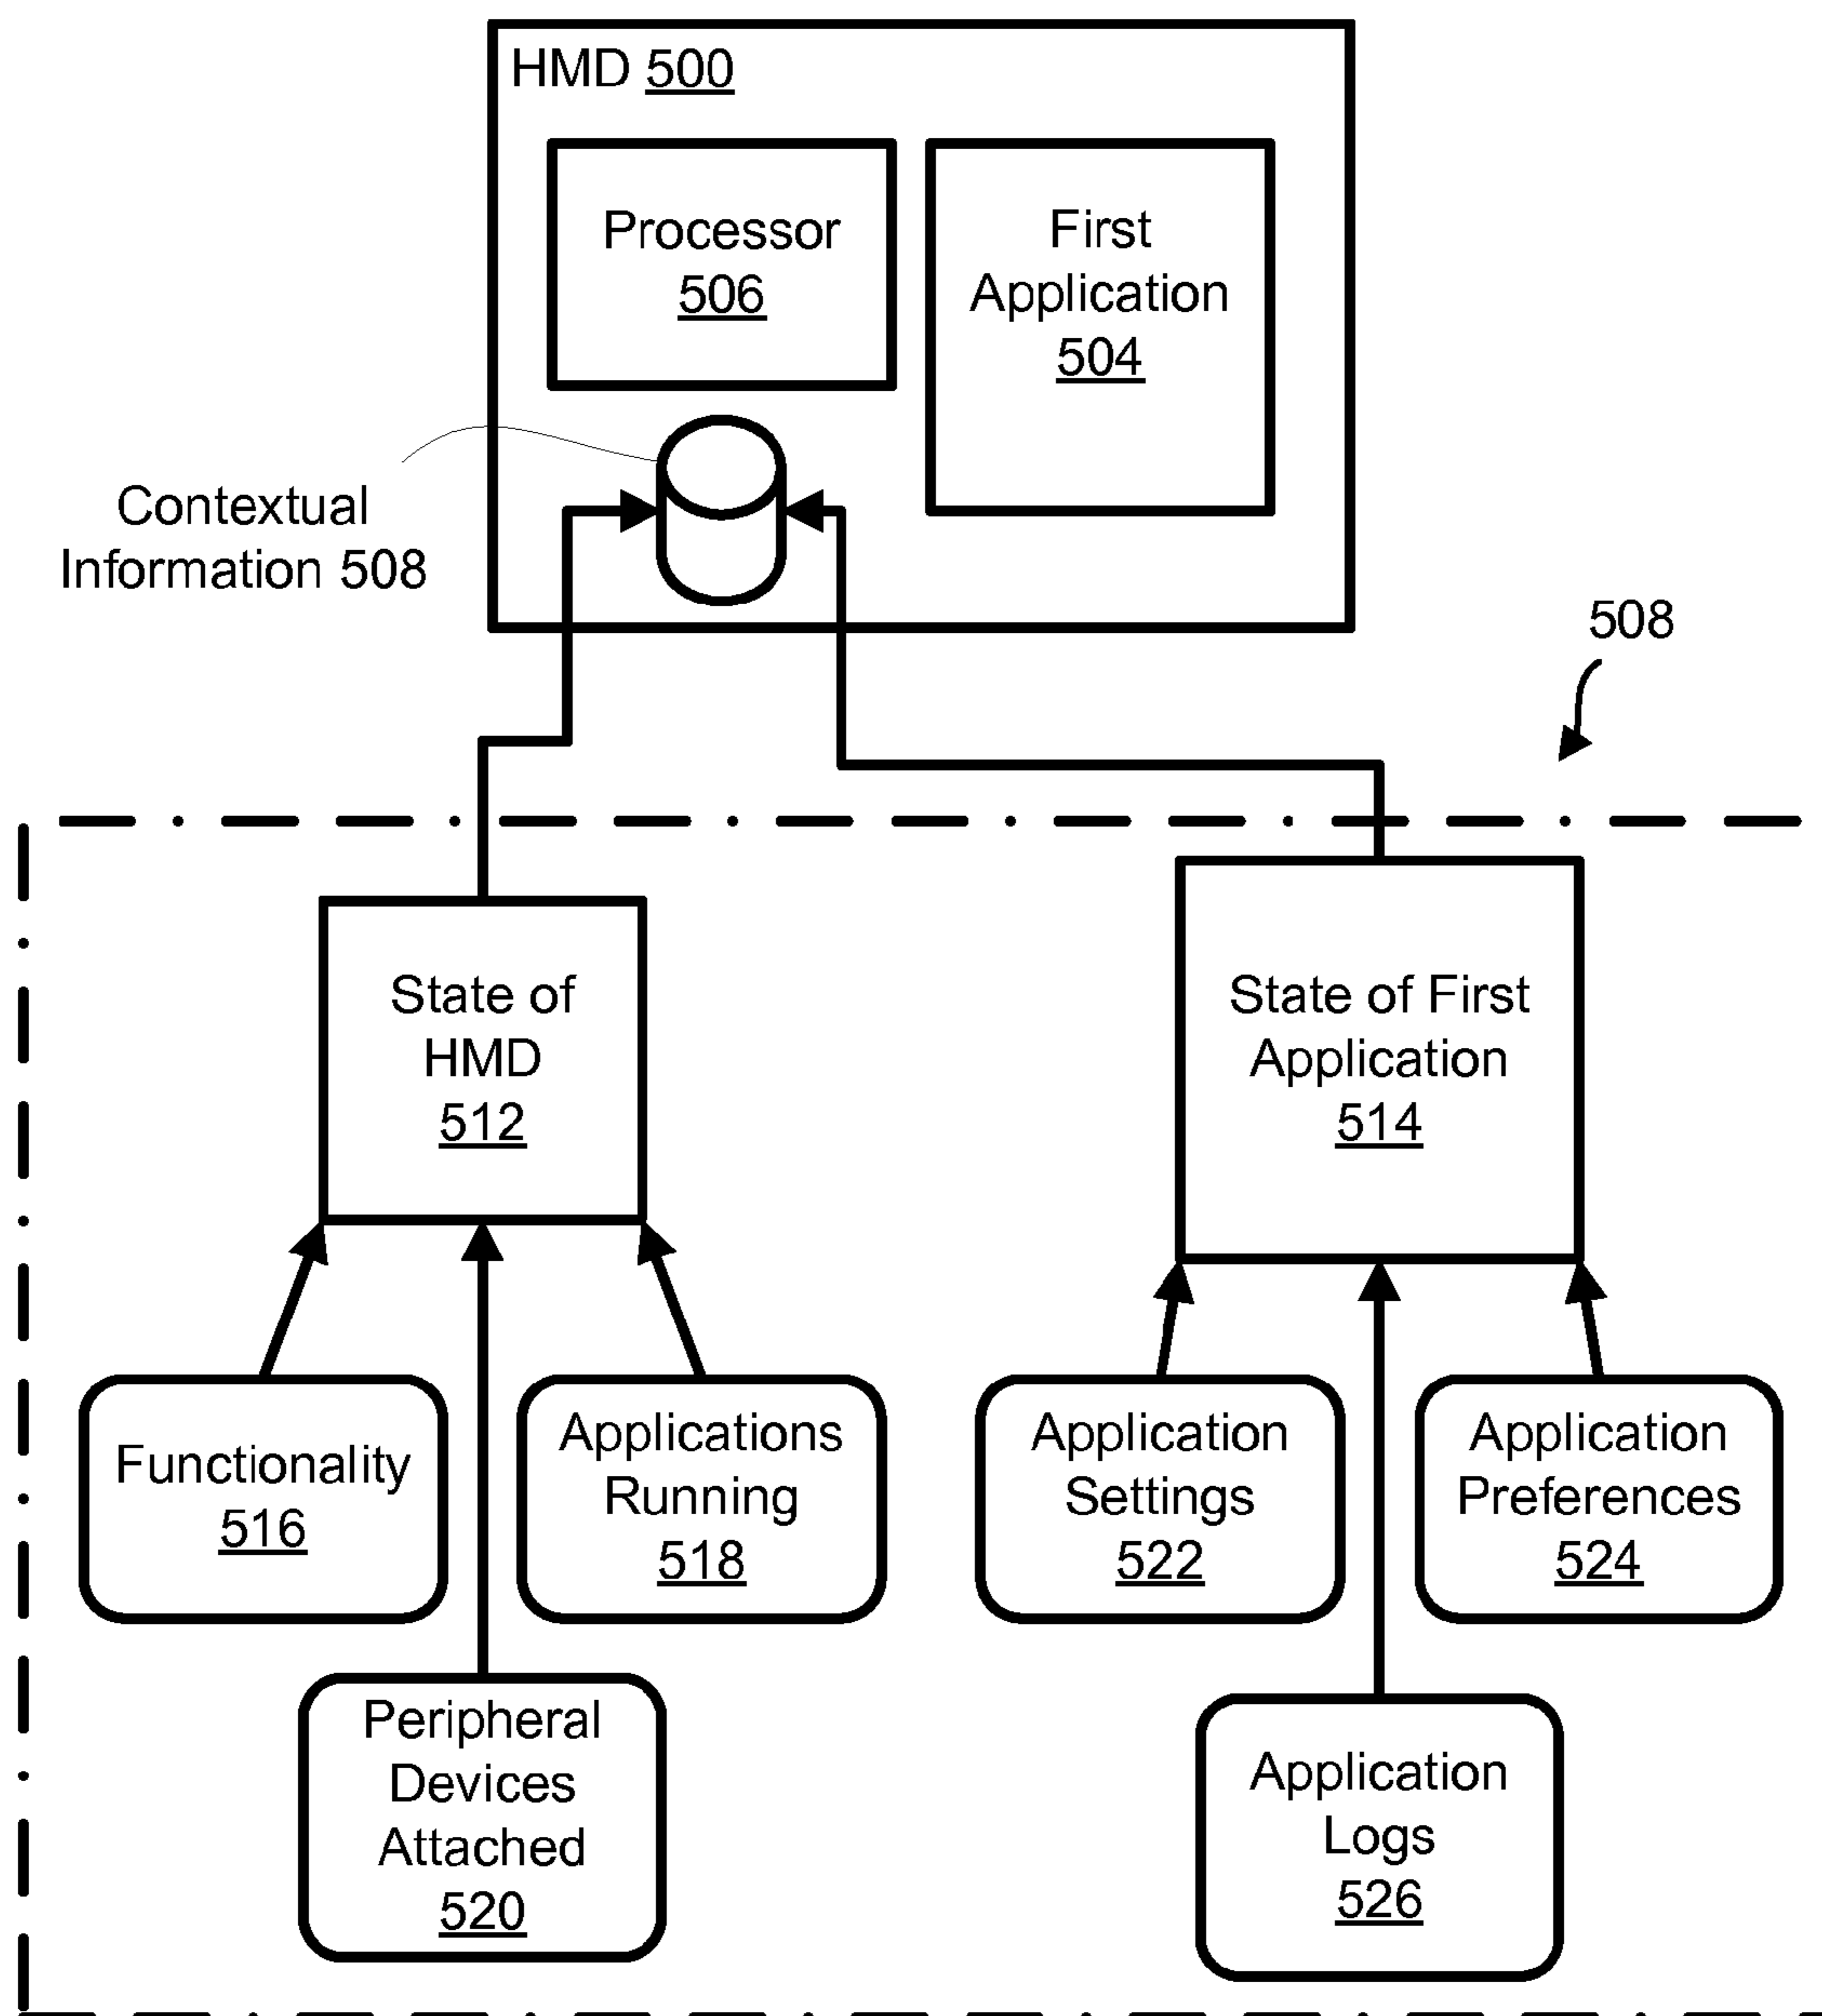 HMD 500
Processor
506
First
Application
504
Contextual
Information 508
508
State of
HMD
512
State of First
Application
514
Functionality
516
Applications
Running
518
Application
Settings
522
Application
Preferences
524
Peripheral
Devices
Attached
520
Application
Logs
526